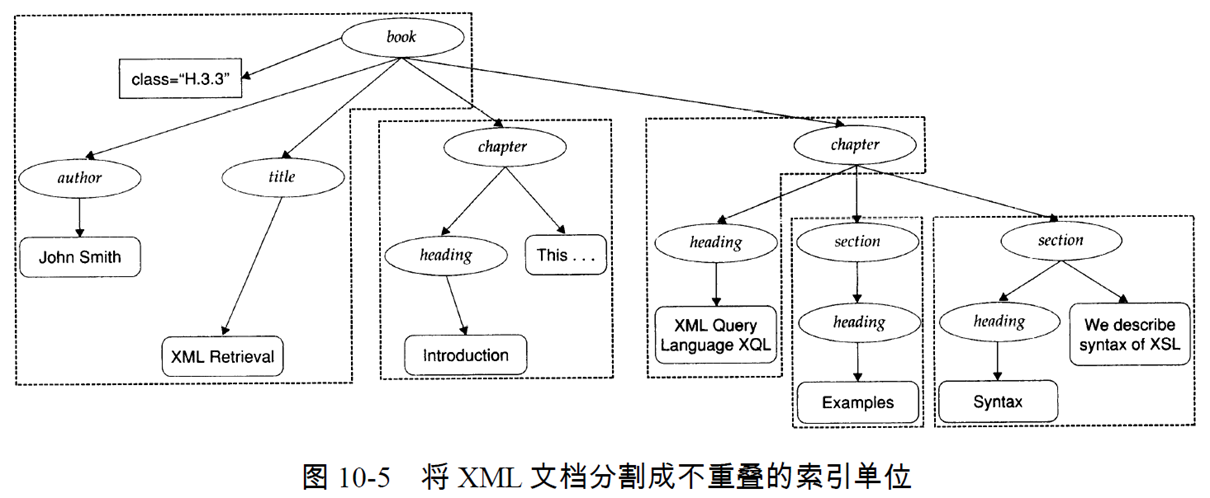 book
class="H.3.3"
chapter
chapter
author
title
John Smith
heading
This . . .
heading
section
section
XML Retrieval
Introduction
XML Query
Language XQL
heading
heading
We describe
syntax of XSL
Examples
Syntax
图 10-5 将 XML 文档分割成不重叠的索引单位